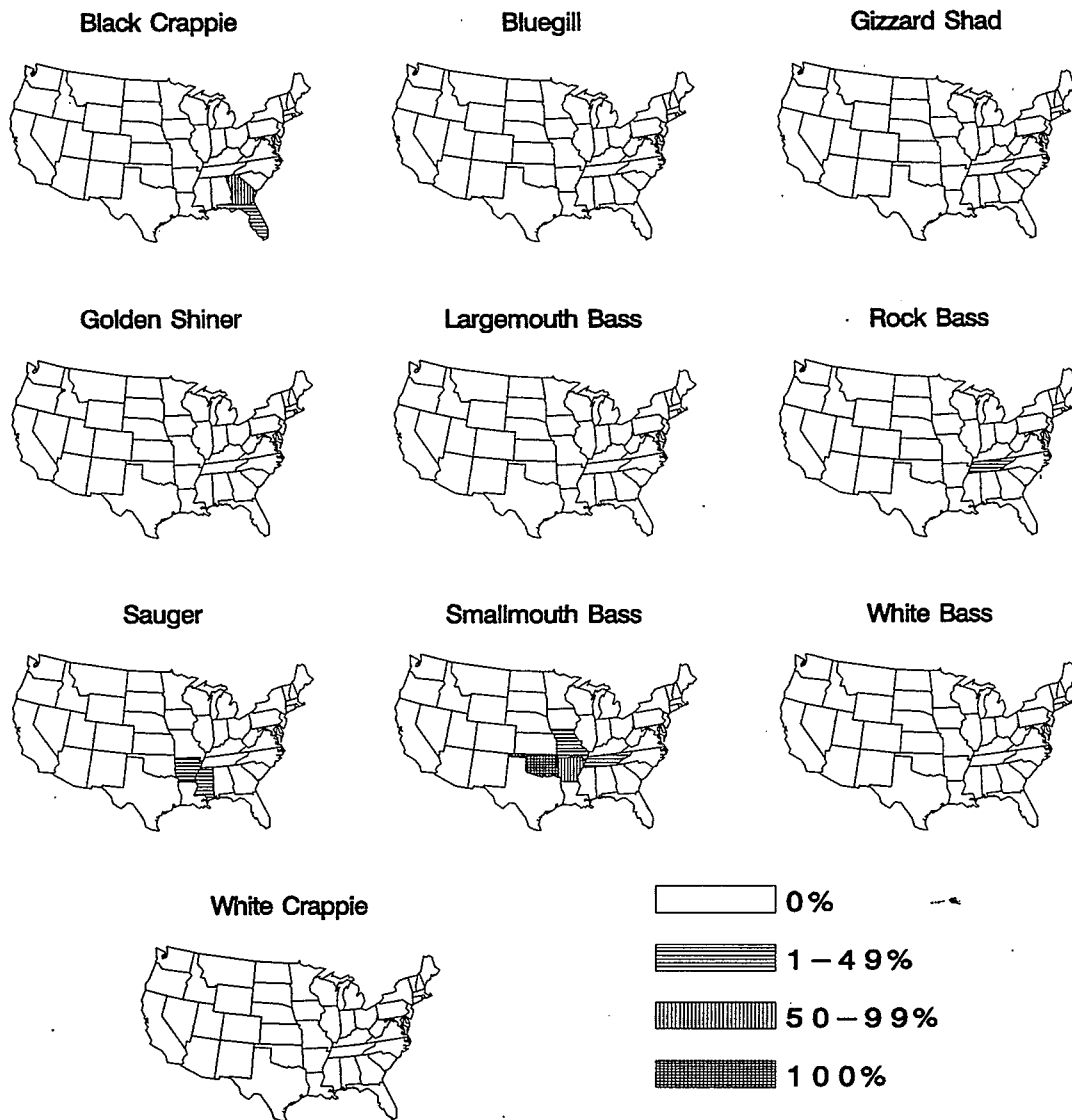 Black Crappie
Bluegill
Gizzard Shad
Golden Shiner
Largemouth Bass
Rock Bass
Sauger
Smallmouth Bass
White Bass
White Crappie
0%
1-49%
50-99%
100%